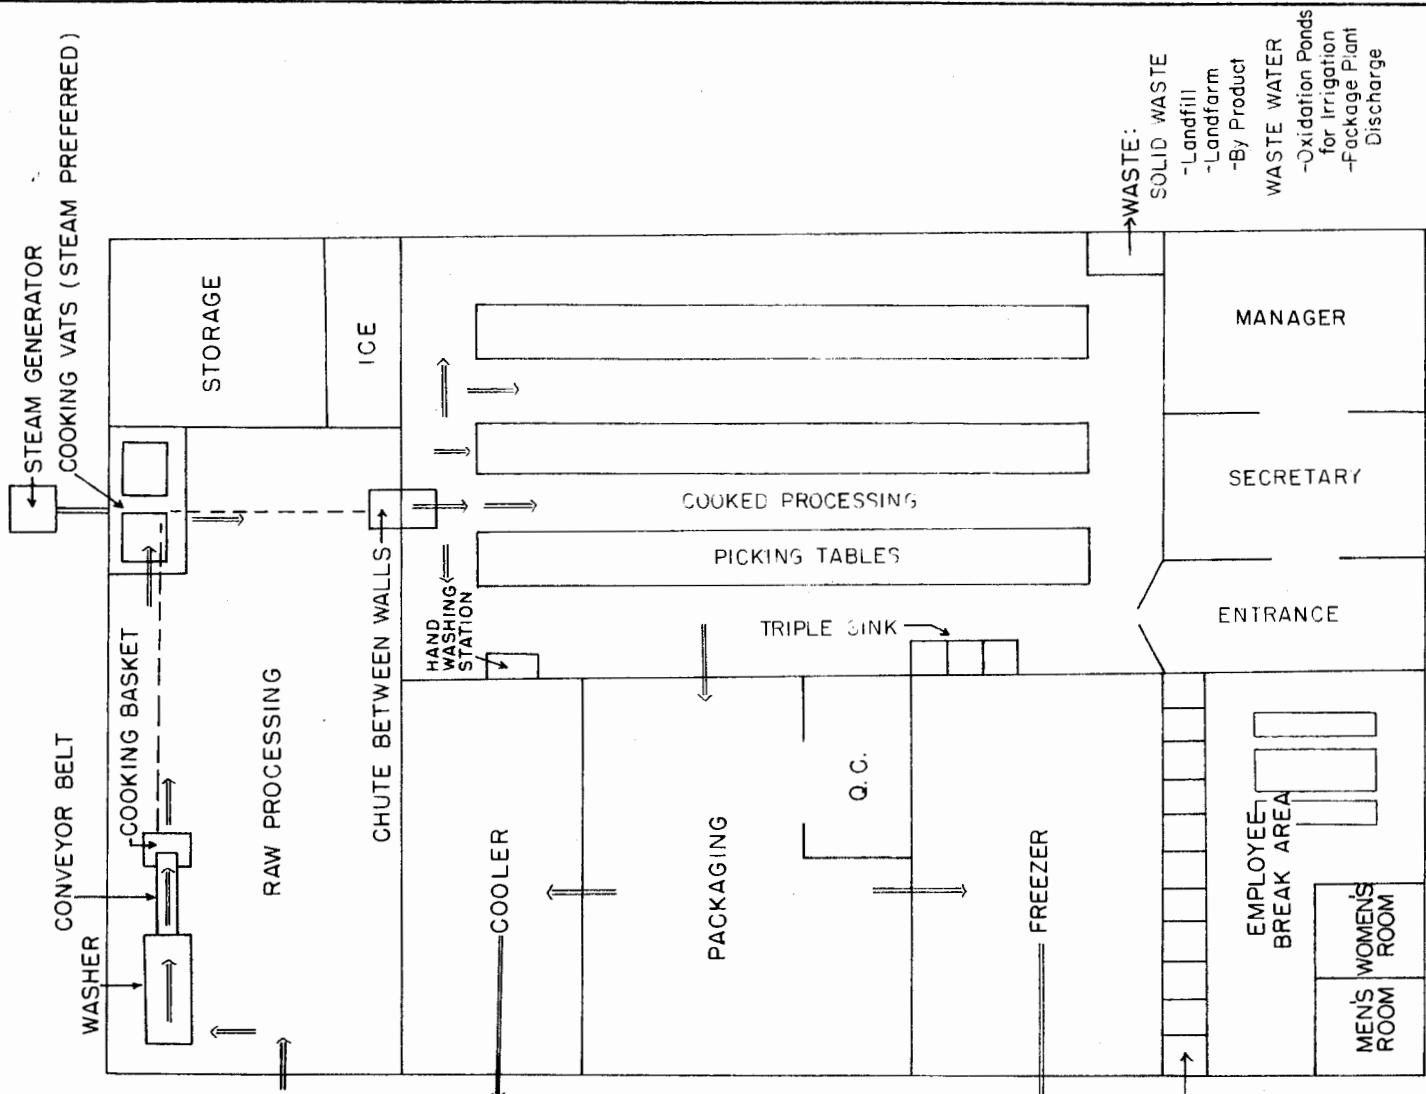 STEAM GENERATOR
COOKING VATS (STEAM PREFERRED)
STORAGE
ICE
CONVEYOR BELT
COOKING BASKET
WASHER
RAW PROCESSING
CHUTE BETWEEN WALLS
HAND
WASHING
STATION
COOKED PROCESSING
PICKING TABLES
TRIPLE SINK
COOLER
PACKAGING
Q.C.
FREEZER
WASTE:
SOLID WASTE
-Landfill
-Landfarm
-By Product
WASTE WATER
-Oxidation Ponds
for Irrigation
-Package Plant
Discharge
MANAGER
SECRETARY
ENTRANCE
EMPLOYEE
BREAK AREA
WOMEN'S
ROOM
MEN'S
ROOM